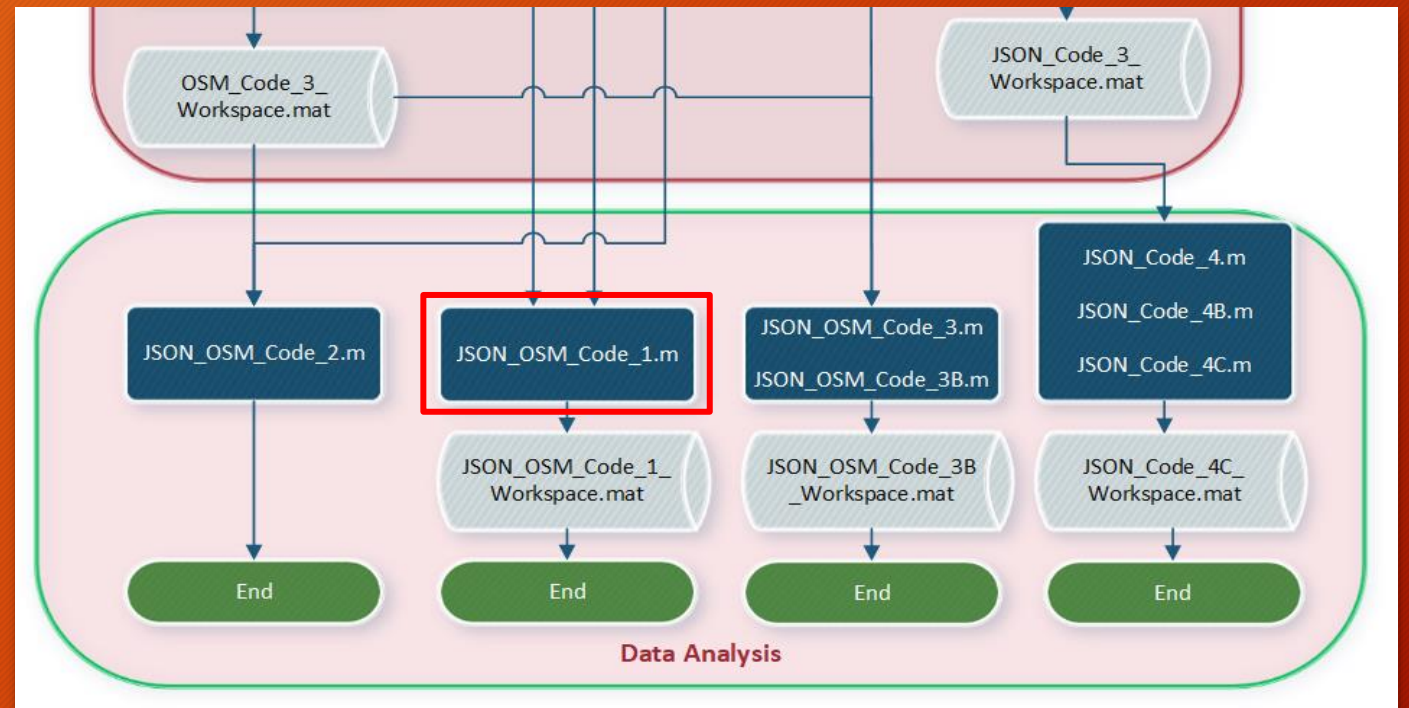 OSM_Code_3_
Workspace.mat
JSON_Code_3_
Workspace.mat
JSON_OSM_Code_2.m
JSON_OSM_Code_1.m
JSON_OSM_Code_3.m
JSON_OSM_Code_3B.m
JSON_Code_4.m
JSON_Code_4B.m
JSON_Code_4C.m
JSON_OSM_Code_1_
Workspace.mat
JSON_OSM_Code_3B
_Workspace.mat
JSON_Code_4C_
Workspace.mat
End
End
End
End
Data Analysis